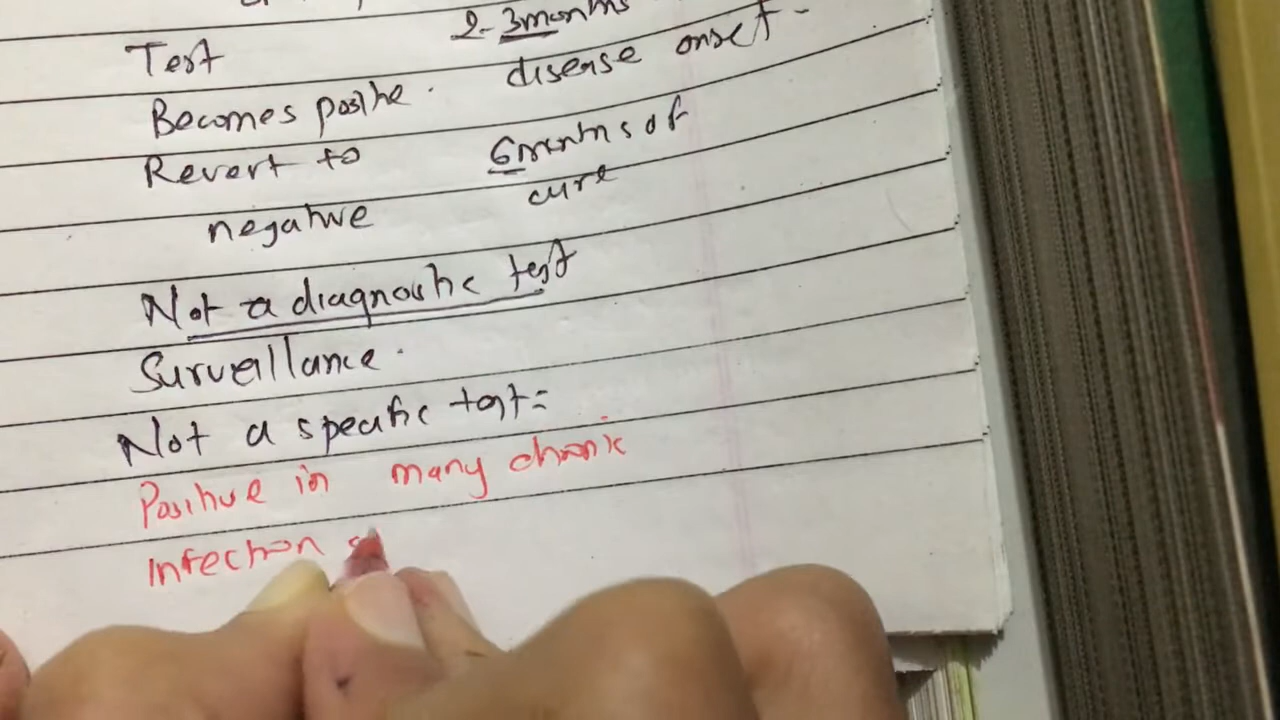 Test 2-3months
Becomes positive. disease onset.
Revert to 6months of
negative cure
Not a diagnostic test
Surveillance.
Not a specific test:
Positive in many chronic
Infection